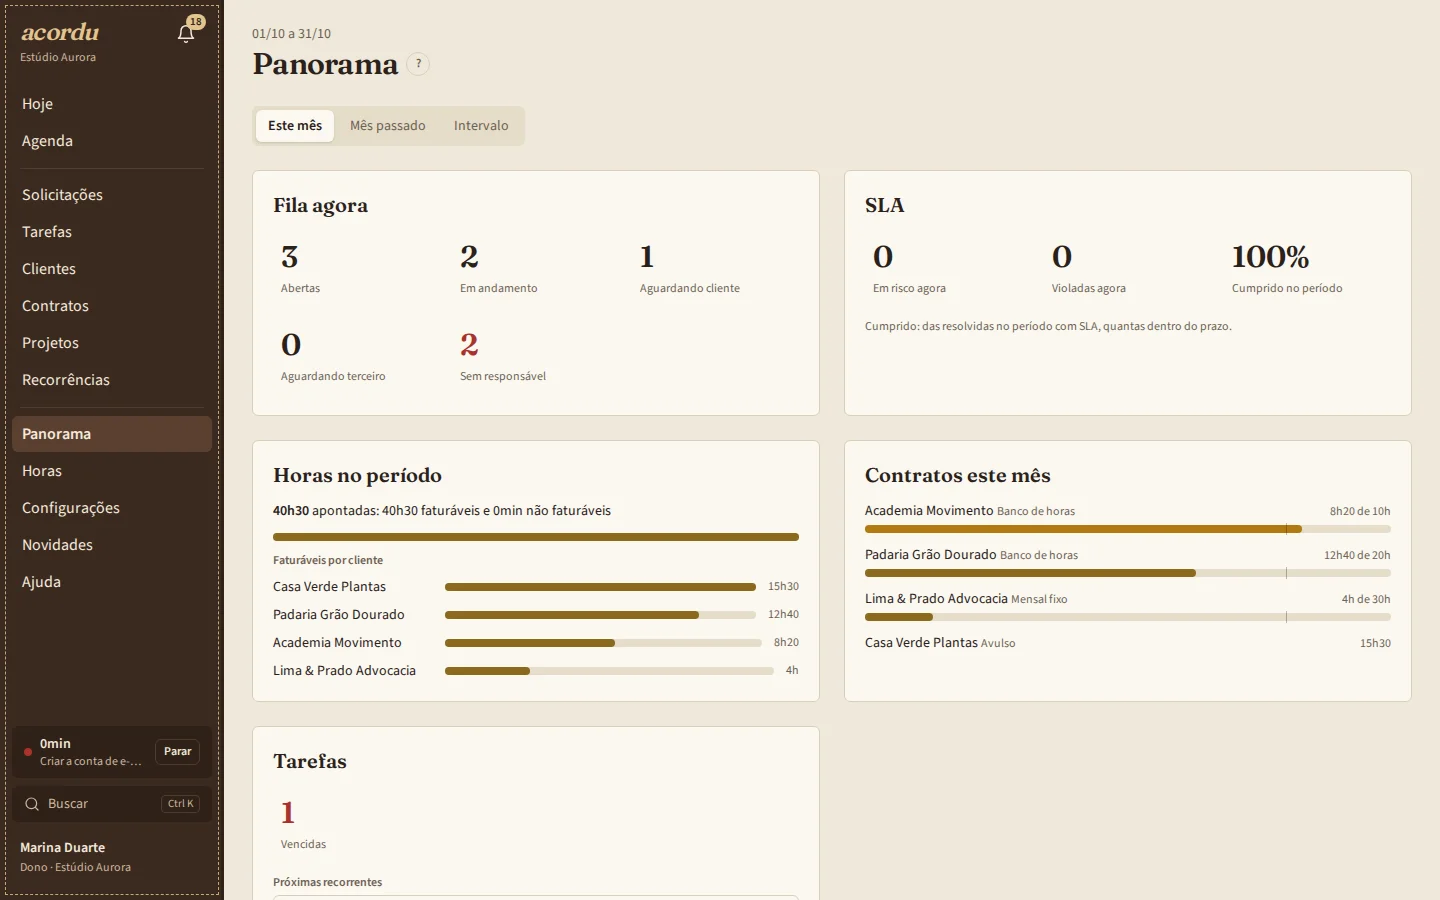 acordu
18
Estúdio Aurora
Hoje
Agenda
Solicitações
Tarefas
Clientes
Contratos
Projetos
Recorrências
Panorama
Horas
Configurações
Novidades
Ajuda
0min
Criar a conta de e-…
Parar
Buscar
Ctrl K
Marina Duarte
Dono · Estúdio Aurora
01/10 a 31/10
Panorama ?
Este mês Mês passado Intervalo
Fila agora
3 2 1
Abertas Em andamento Aguardando cliente
0 2
Aguardando terceiro Sem responsável
SLA
0 0 100%
Em risco agora Violadas agora Cumprido no período
Cumprido: das resolvidas no período com SLA, quantas dentro do prazo.
Horas no período
40h30 apontadas: 40h30 faturáveis e 0min não faturáveis
Faturáveis por cliente
Casa Verde Plantas 15h30
Padaria Grão Dourado 12h40
Academia Movimento 8h20
Lima & Prado Advocacia 4h
Contratos este mês
Academia Movimento Banco de horas 8h20 de 10h
Padaria Grão Dourado Banco de horas 12h40 de 20h
Lima & Prado Advocacia Mensal fixo 4h de 30h
Casa Verde Plantas Avulso 15h30
Tarefas
1
Vencidas
Próximas recorrentes